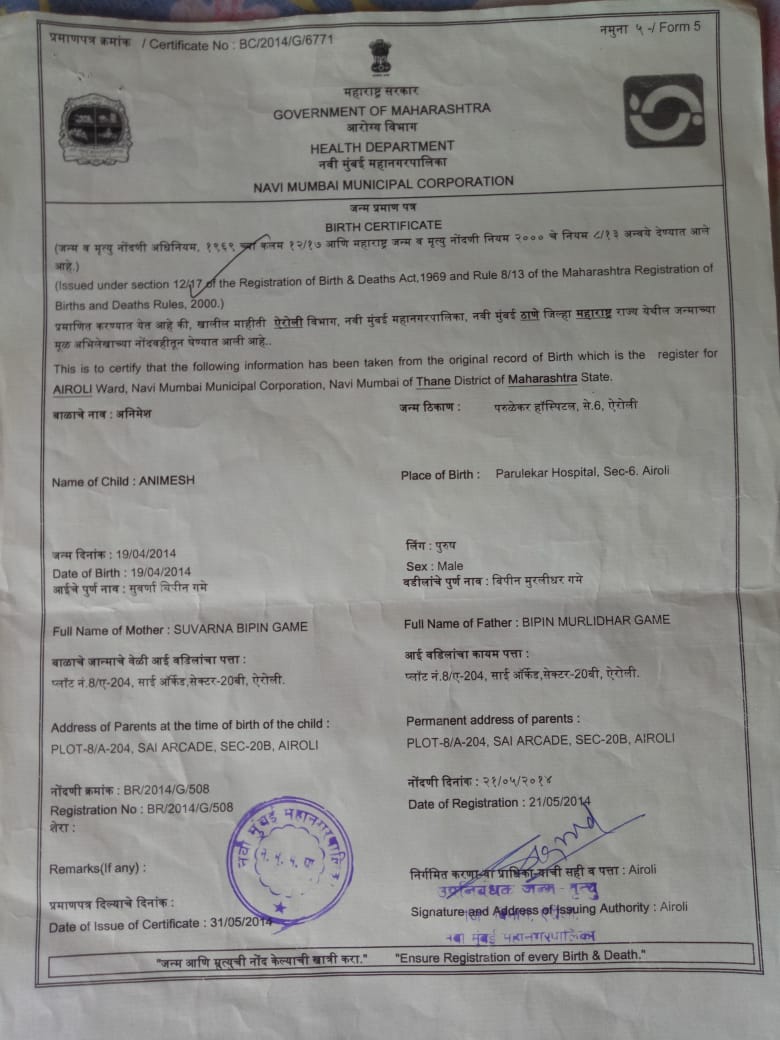 प्रमाणपत्र क्रमांक / Certificate No : BC/2014/G/6771
नमुना ५ -/ Form 5
महाराष्ट्र सरकार
GOVERNMENT OF MAHARASHTRA
आरोग्य विभाग
HEALTH DEPARTMENT
नवी मुंबई महानगरपालिका
NAVI MUMBAI MUNICIPAL CORPORATION
जन्म प्रमाण पत्र
BIRTH CERTIFICATE
(जन्म व मृत्यु नोंदणी अधिनियम, १९६९ च्या कलम १२/१७ आणि महाराष्ट्र जन्म व मृत्यु नोंदणी नियम २००० चे नियम ८/१३ अन्वये देण्यात आले
आहे.)
(Issued under section 12/17 of the Registration of Birth & Deaths Act,1969 and Rule 8/13 of the Maharashtra Registration of
Births and Deaths Rules, 2000.)
प्रमाणित करण्यात येत आहे की, खालील माहीती ऐरोली विभाग, नवी मुंबई महानगरपालिका, नवी मुंबई ठाणे जिल्हा महाराष्ट्र राज्य येथील जन्माच्या
मूळ अभिलेखाच्या नोंदवहीतून घेण्यात आली आहे..
This is to certify that the following information has been taken from the original record of Birth which is the register for
AIROLI Ward, Navi Mumbai Municipal Corporation, Navi Mumbai of Thane District of Maharashtra State.
बाळाचे नाव : अनिमेश
जन्म ठिकाण : परुळेकर हॉस्पिटल, से.6, ऐरोली
Name of Child : ANIMESH
Place of Birth : Parulekar Hospital, Sec-6. Airoli
जन्म दिनांक : 19/04/2014
लिंग : पुरुष
Date of Birth : 19/04/2014
Sex : Male
आईचे पुर्ण नाव : सुवर्णा बिपीन गमे
वडीलांचे पुर्ण नाव : बिपीन मुरलीधर गमे
Full Name of Mother : SUVARNA BIPIN GAME
Full Name of Father : BIPIN MURLIDHAR GAME
बाळाचे जान्माचे वेळी आई वडिलांचा पत्ता :
आई वडिलांचा कायम पत्ता :
प्लॉट नं.8/ए-204, साई ऑर्केड,सेक्टर-20बी, ऐरोली.
प्लॉट नं.8/ए-204, साई ऑर्केड,सेक्टर-20बी, ऐरोली.
Address of Parents at the time of birth of the child :
Permanent address of parents :
PLOT-8/A-204, SAI ARCADE, SEC-20B, AIROLI
PLOT-8/A-204, SAI ARCADE, SEC-20B, AIROLI
नोंदणी क्रमांक : BR/2014/G/508
नोंदणी दिनांक : २१/०५/२०१४
Registration No : BR/2014/G/508
Date of Registration : 21/05/2014
शेरा :
नवी मुंबई महानगरपालिका
न. मुं. म. पा.
Remarks(If any) :
निर्गमित करणा-या प्राधिका-याची सही व पत्ता : Airoli
उपनिबंधक जन्म - मृत्यु
प्रमाणपत्र दिल्याचे दिनांक :
Signature and Address of Issuing Authority : Airoli
Date of Issue of Certificate : 31/05/2014
नवी मुंबई महानगरपालिका
"जन्म आणि मृत्युची नोंद केल्याची खात्री करा." "Ensure Registration of every Birth & Death."